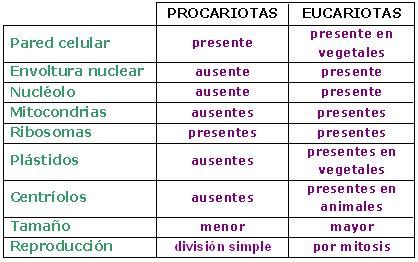 PROCARIOTAS EUCARIOTAS
Pared celular presente presente en
vegetales
Envoltura nuclear ausente presente
Nucléolo ausente presente
Mitocondrias ausentes presentes
Ribosomas presentes presentes
Plástidos ausentes presentes en
vegetales
Centríolos ausentes presentes en
animales
Tamaño menor mayor
Reproducción división simple por mitosis